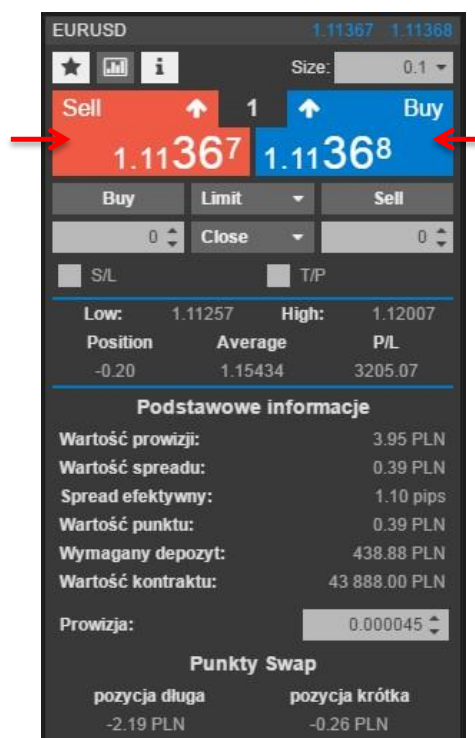 EURUSD 1.11367 1.11368
i Size: 0.1
Sell 1 Buy
1.11367 1.11368
Buy Limit Sell
0 Close 0
S/L T/P
Low: 1.11257 High: 1.12007
Position Average P/L
-0.20 1.15434 3205.07
Podstawowe informacje
Wartość prowizji: 3.95 PLN
Wartość spreadu: 0.39 PLN
Spread efektywny: 1.10 pips
Wartość punktu: 0.39 PLN
Wymagany depozyt: 438.88 PLN
Wartość kontraktu: 43 888.00 PLN
Prowizja: 0.000045
Punkty Swap
pozycja długa pozycja krótka
-2.19 PLN -0.26 PLN